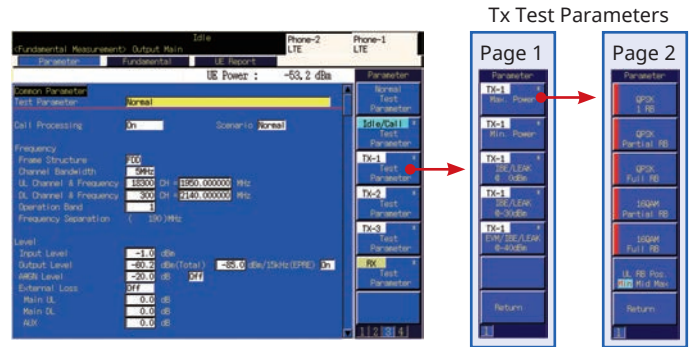 Tx Test Parameters
Idle
Phone-2
LTE
Phone-1
LTE
<Fundamental Measurement> Output Main
Parameter
Fundamental
UE Report
UE Power : -53.2 dBm
Common Parameter
Test Parameter Normal
Call Processing On Scenario Normal
Frequency
Frame Structure FDD
Channel Bandwidth 5MHz
UL Channel & Frequency 18300 CH = 1950.000000 MHz
DL Channel & Frequency 300 CH = 2140.000000 MHz
Operation Band 1
Frequency Separation ( 190 )MHz
Level
Input Level -1.0 dBm
Output Level -60.2 dBm(Total) -85.0 dBm/15kHz(EPRE) On
AWGN Level -20.0 dB Off
External Loss Off
Main UL 0.0 dB
Main DL 0.0 dB
AUX 0.0 dB
Parameter
Normal
Test
Parameter
Idle/Call *
Test
Parameter
TX-1 *
Test
Parameter
TX-2 *
Test
Parameter
TX-3 *
Test
Parameter
RX *
Test
Parameter
1 2 3 4
Page 1
Parameter
TX-1 *
Max. Power
TX-1 *
Min. Power
TX-1 *
IBE/LEAK
@ 0dBm
TX-1 *
IBE/LEAK
@-30dBm
TX-1 *
EVM/IBE/LEAK
@-40dBm
Return
1
Page 2
Parameter
QPSK
1 RB
QPSK
Partial RB
QPSK
Full RB
16QAM
Partial RB
16QAM
Full RB
UL RB Pos.
Min Mid Max
Return
1